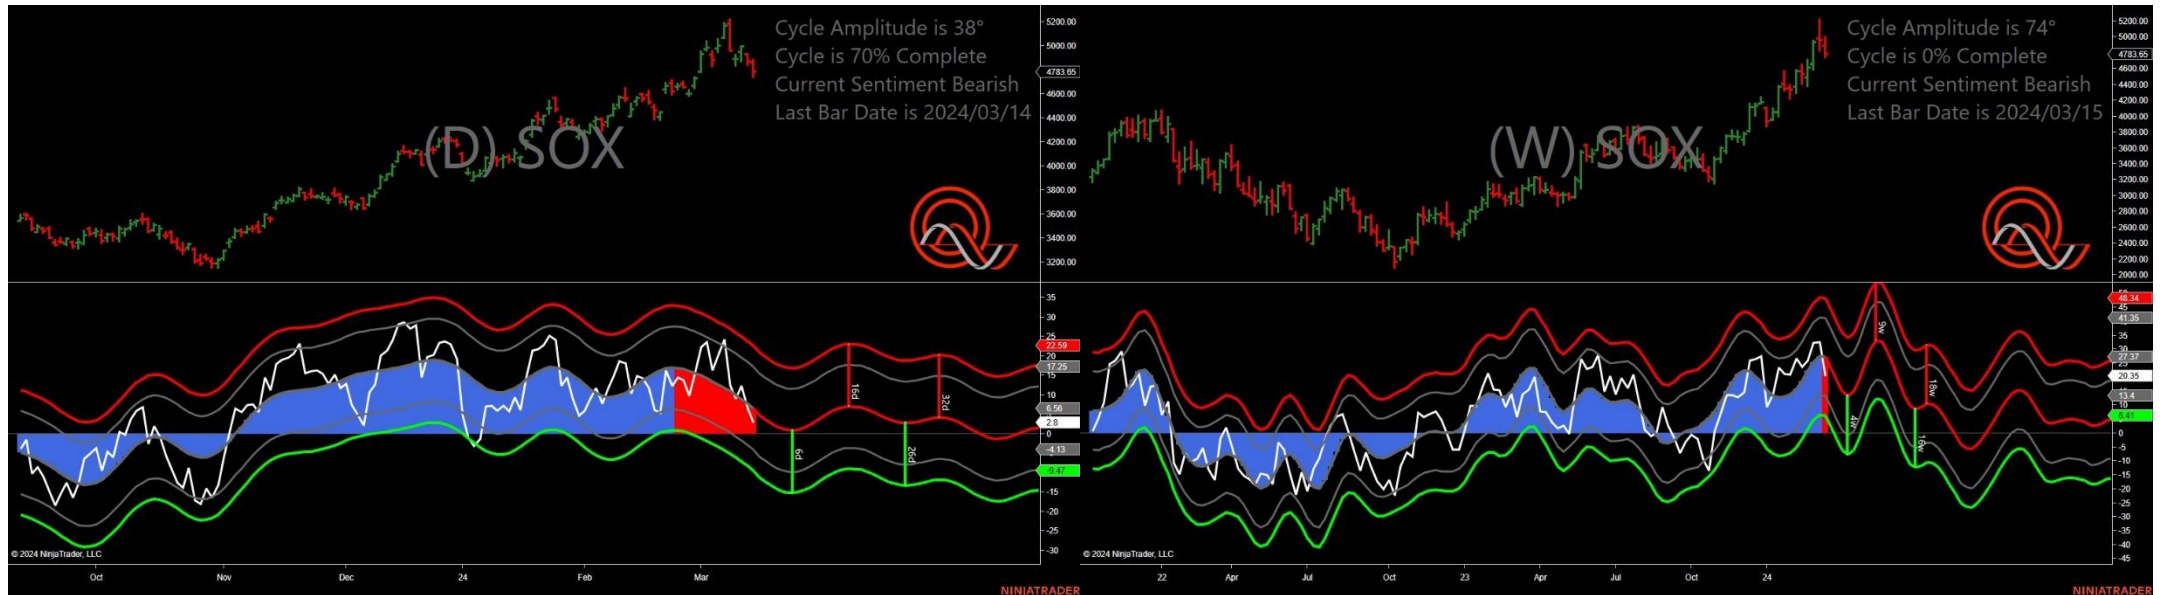 Cycle Amplitude is 38°
Cycle is 70% Complete
Current Sentiment Bearish
Last Bar Date is 2024/03/14
(D) SOX
5200.00
5000.00
4783.65
4600.00
4400.00
4200.00
4000.00
3800.00
3600.00
3400.00
3200.00
35
30
25
22.59
20
17.25
15
10
6.56
2.8
0
-4.13
-9.47
-15
-20
-25
-30
16d
32d
6d
26d
© 2024 NinjaTrader, LLC
Oct
Nov
Dec
24
Feb
Mar
NINJATRADER
Cycle Amplitude is 74°
Cycle is 0% Complete
Current Sentiment Bearish
Last Bar Date is 2024/03/15
(W) SOX
5200.00
5000.00
4783.65
4600.00
4400.00
4200.00
4000.00
3800.00
3600.00
3400.00
3200.00
3000.00
2800.00
2600.00
2400.00
2200.00
2000.00
48.34
41.35
35
30
27.37
20.35
13.4
10
6.41
0
-5
-10
-15
-20
-25
-30
-35
-40
-45
9w
18w
4w
16w
© 2024 NinjaTrader, LLC
22
Apr
Jul
Oct
23
Apr
Jul
Oct
24
NINJATRADER